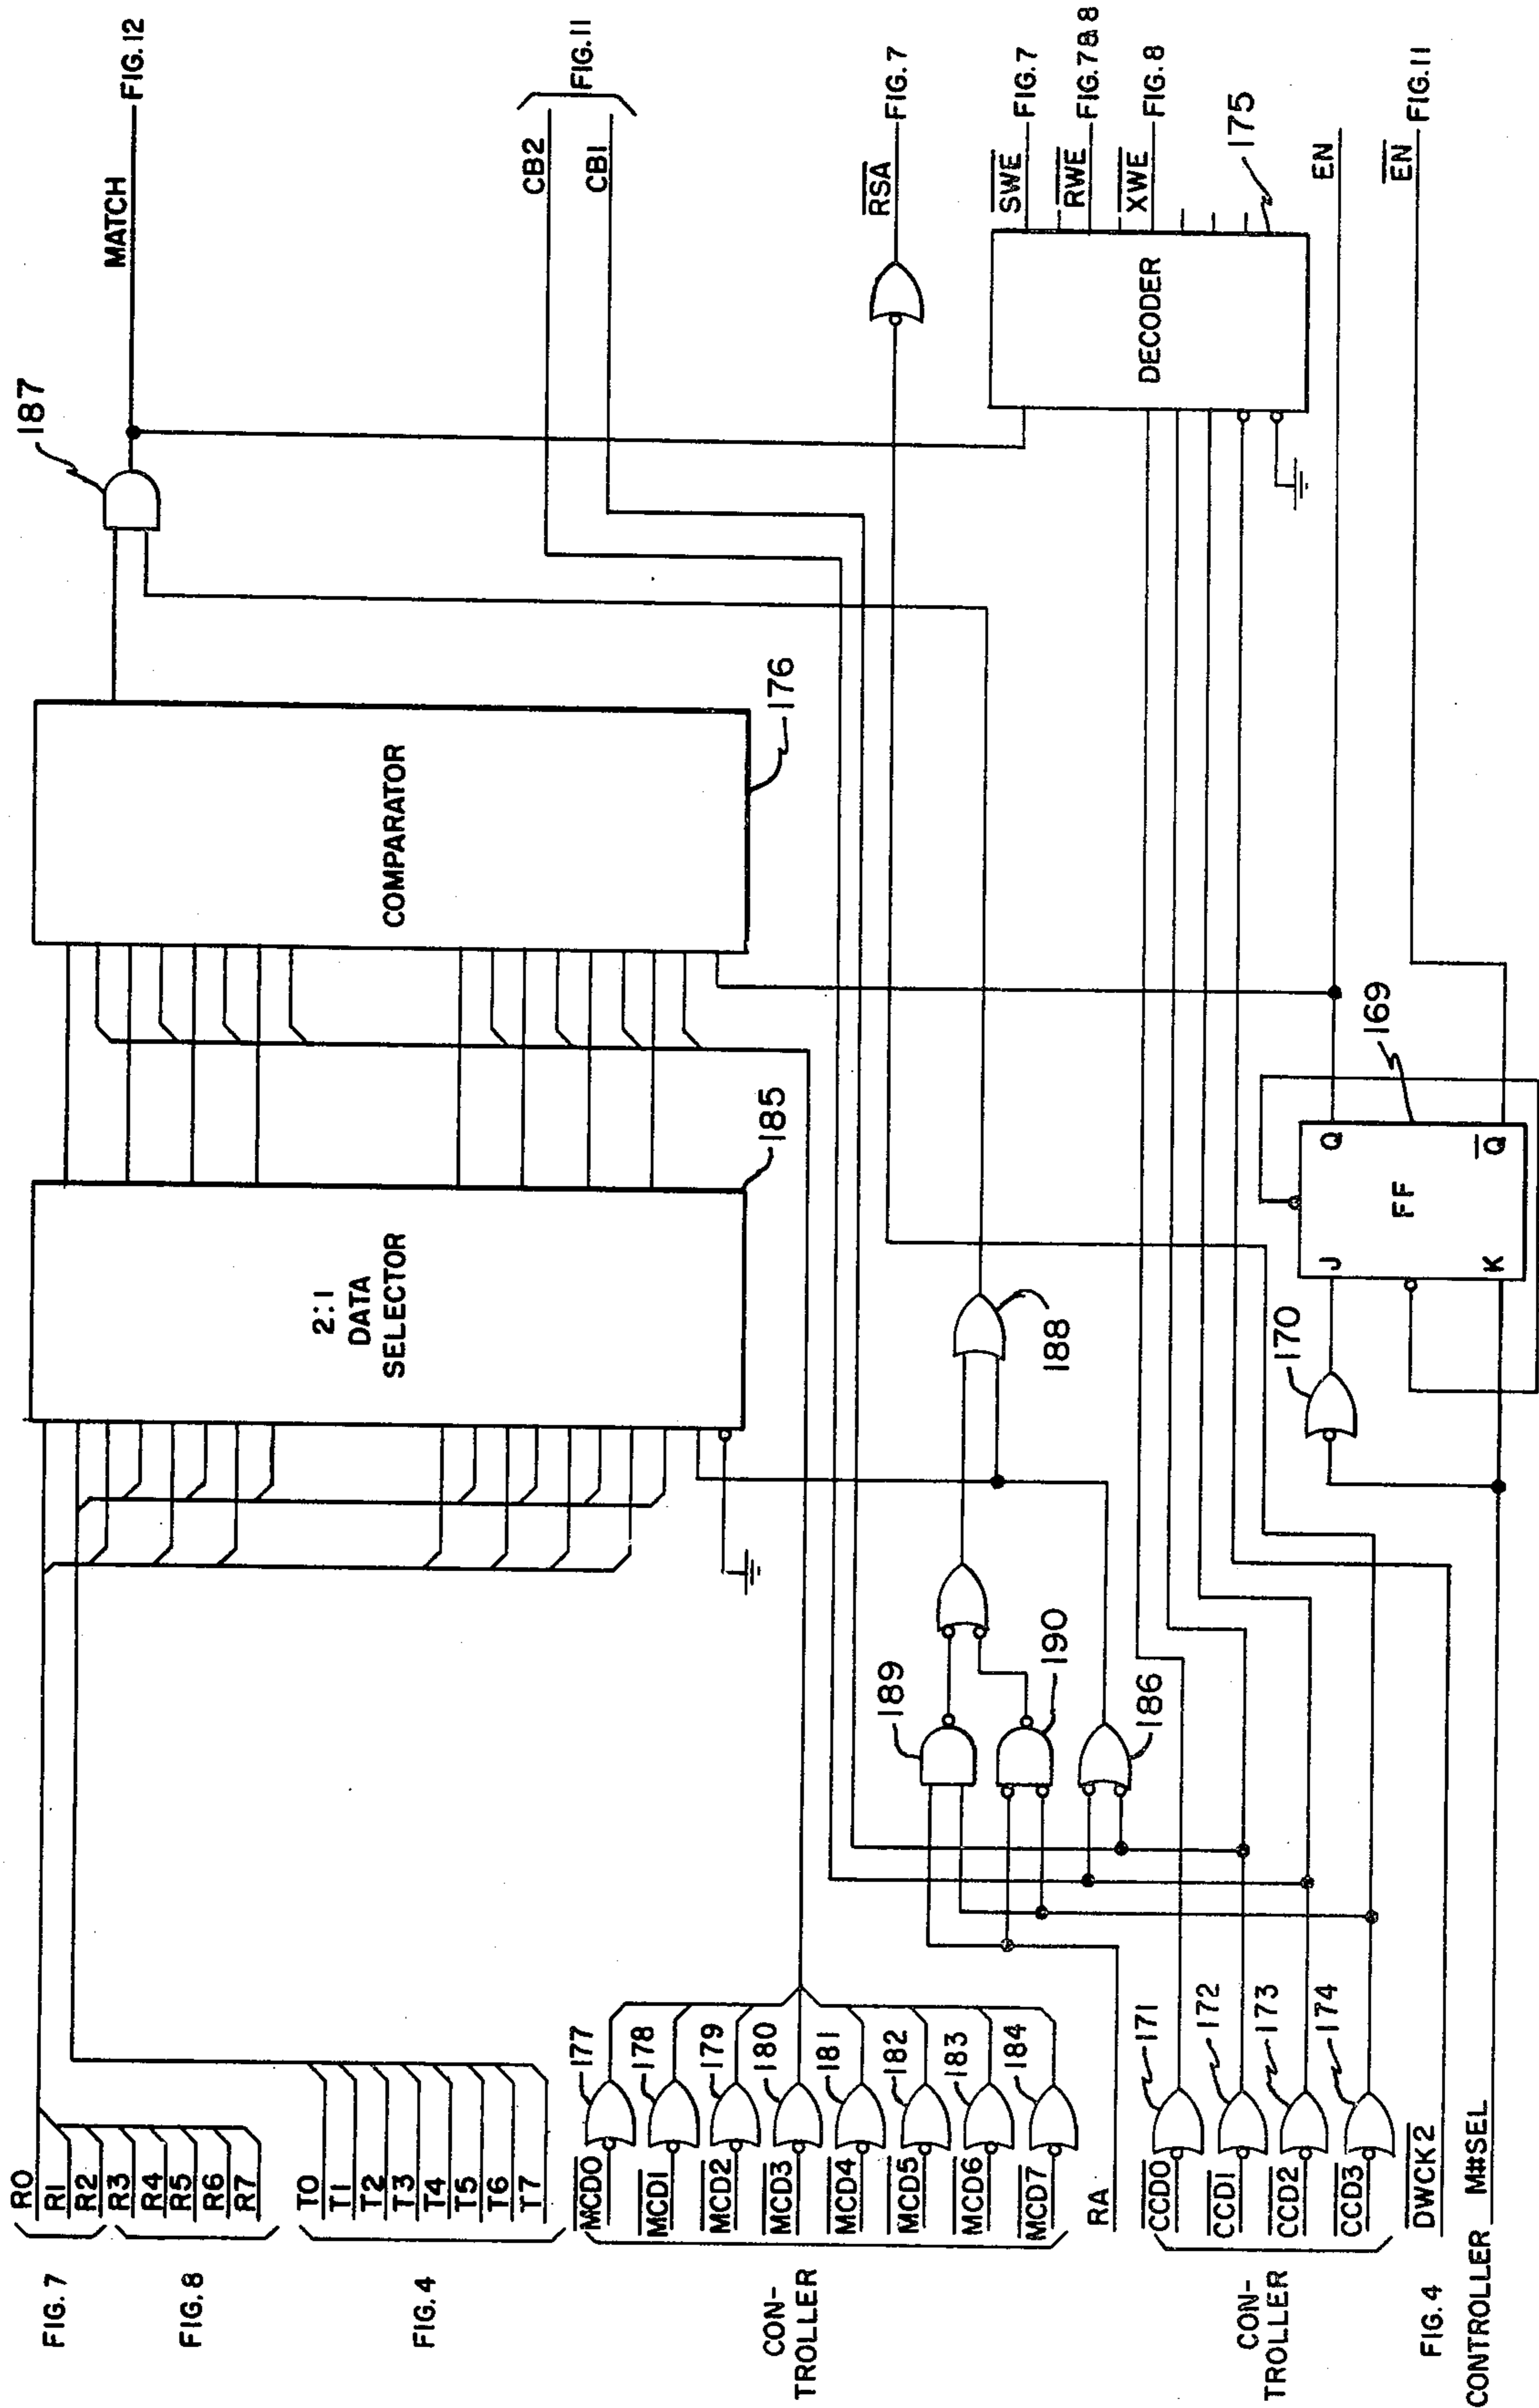 187
MATCH
FIG. 12
CB2
CB1
FIG. 11
RSA
FIG. 7
SWE
FIG. 7
RWE
FIG. 7 & 8
XWE
FIG. 8
DECODER
175
EN
EN
FIG. 11
COMPARATOR
176
2:1
DATA
SELECTOR
185
188
189
190
186
169
170
J
Q
FF
K
Q
FIG. 7
R0
R1
R2
FIG. 8
R3
R4
R5
R6
R7
FIG. 4
T0
T1
T2
T3
T4
T5
T6
T7
CON-
TROLLER
MCD0
177
MCD1
178
MCD2
179
MCD3
180
MCD4
181
MCD5
182
MCD6
183
MCD7
184
RA
CON-
TROLLER
CCD0
171
CCD1
172
CCD2
173
CCD3
174
FIG. 4
DWCK2
CONTROLLER M#SEL